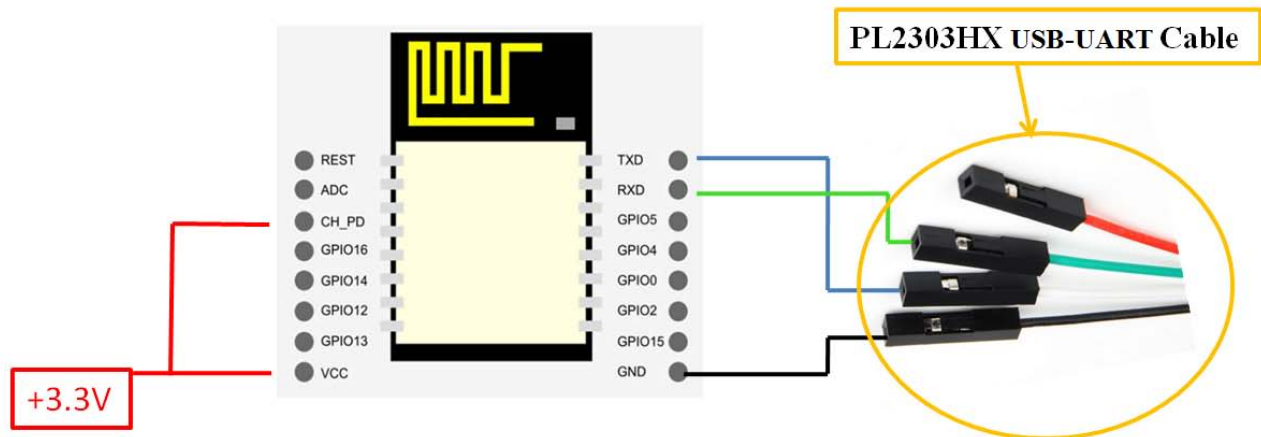 PL2303HX USB-UART Cable
REST
ADC
CH_PD
GPIO16
GPIO14
GPIO12
GPIO13
VCC
TXD
RXD
GPIO5
GPIO4
GPIO0
GPIO2
GPIO15
GND
+3.3V